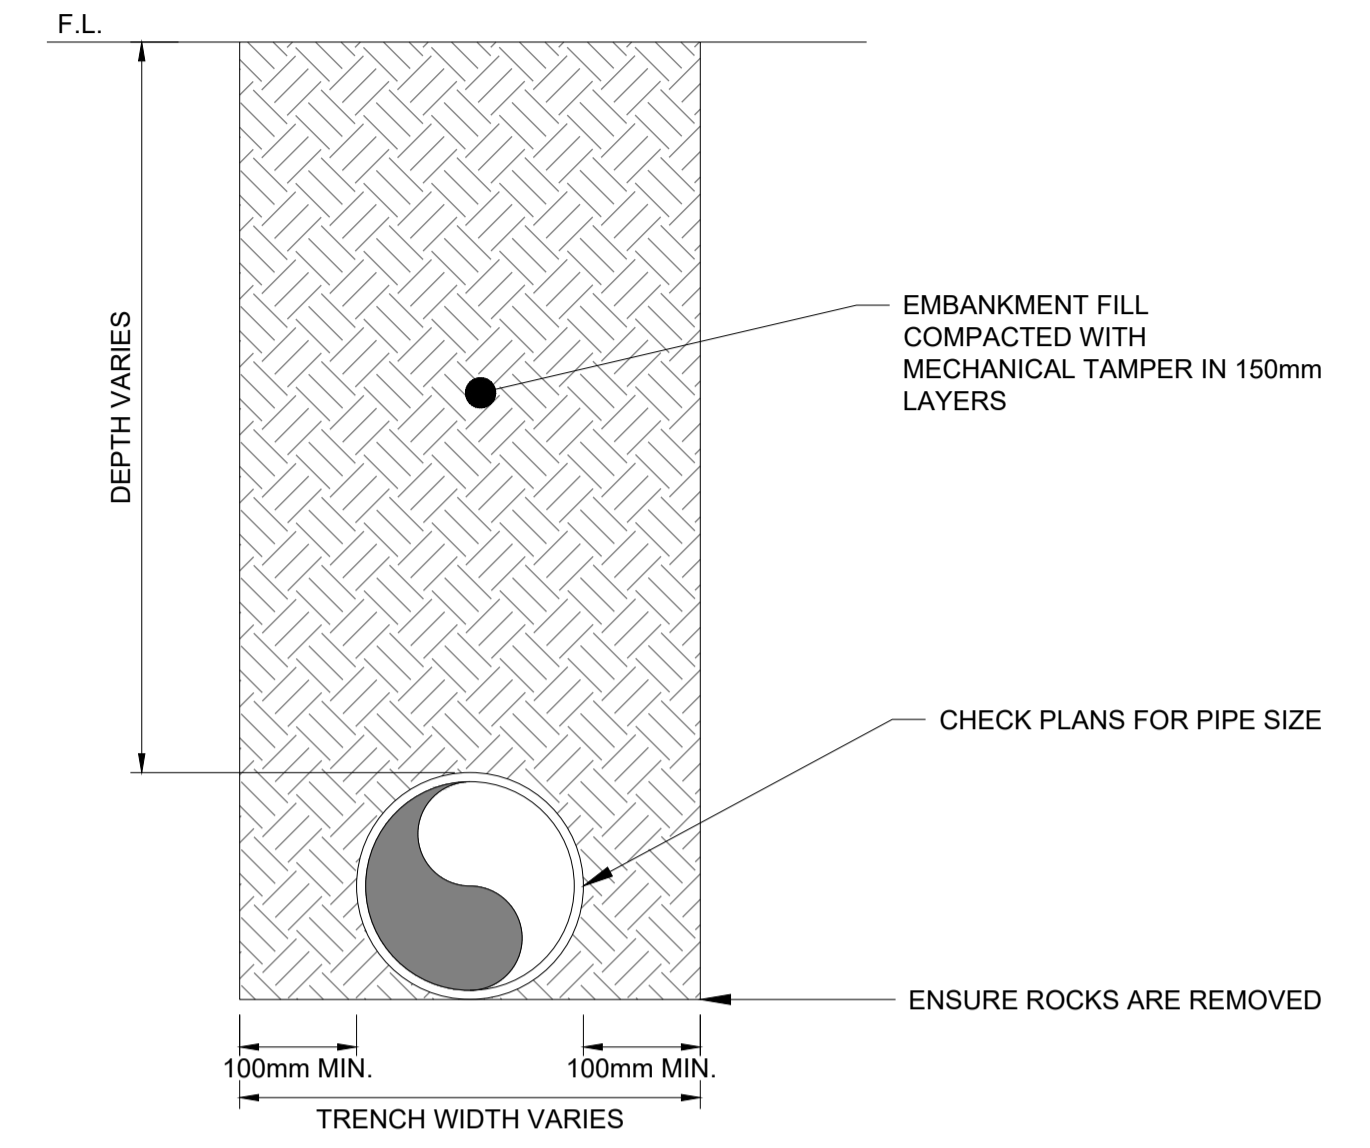 F.L.
DEPTH VARIES
EMBANKMENT FILL
COMPACTED WITH
MECHANICAL TAMPER IN 150mm
LAYERS
CHECK PLANS FOR PIPE SIZE
ENSURE ROCKS ARE REMOVED
100mm MIN.
100mm MIN.
TRENCH WIDTH VARIES